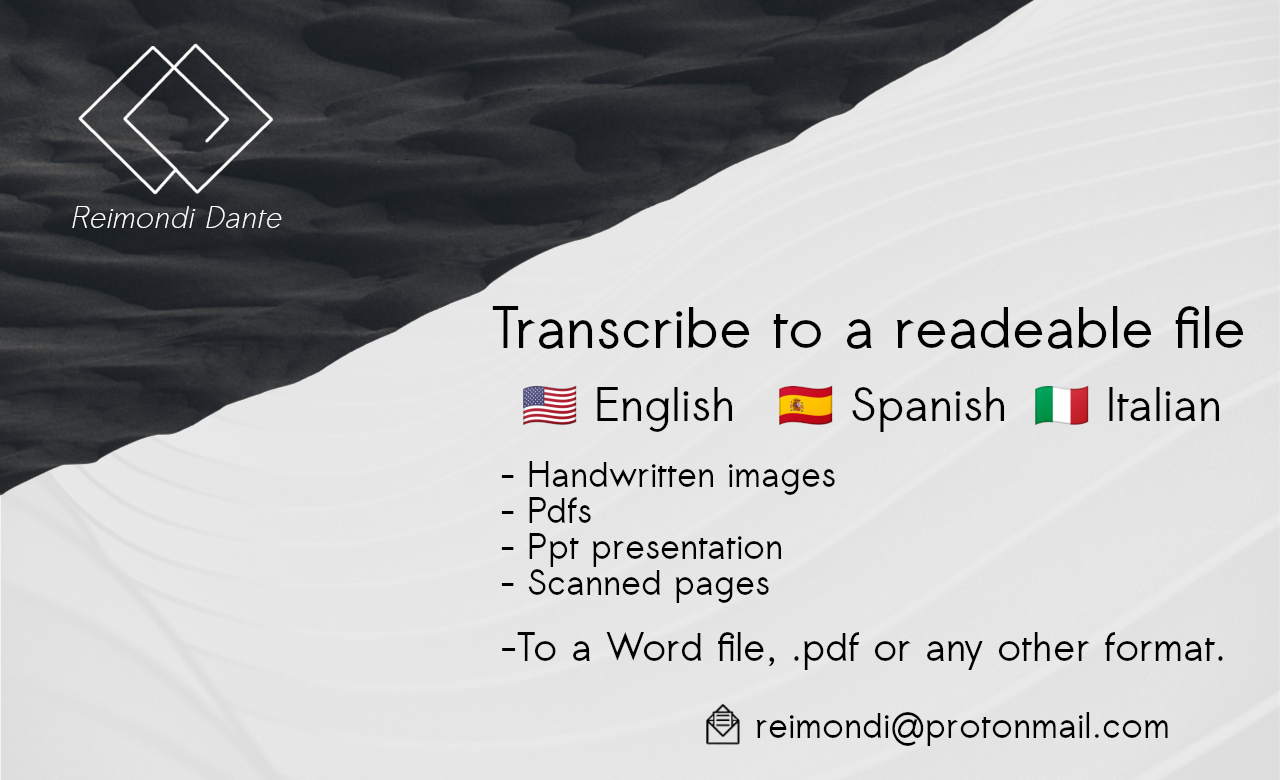 Reimondi Dante
Transcribe to a readeable file
English Spanish Italian
- Handwritten images
- Pdfs
- Ppt presentation
- Scanned pages
-To a Word file, .pdf or any other format.
reimondi@protonmail.com